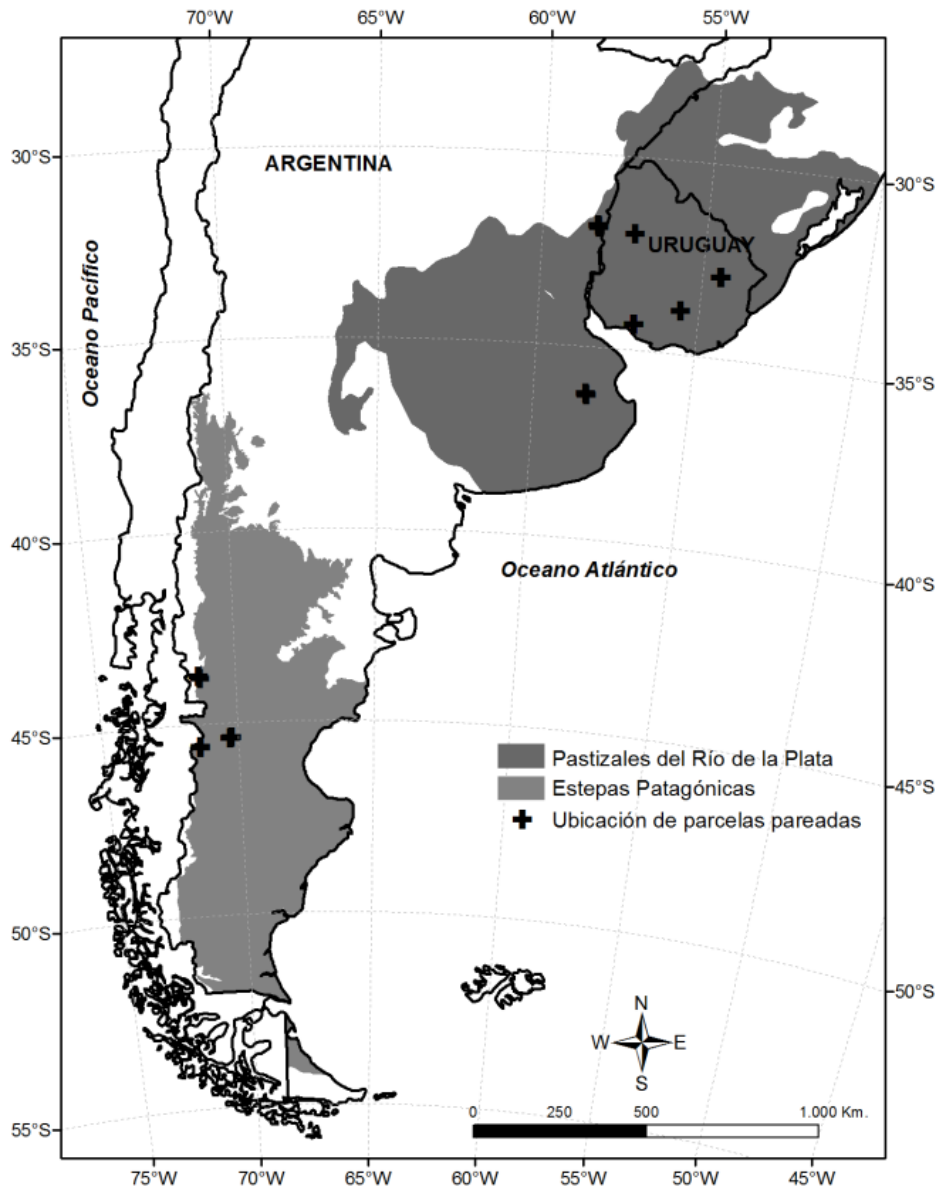 70°W 65°W 60°W 55°W
30°S
ARGENTINA
30°S
URUGUAY
Oceano Pacífico
35°S
35°S
40°S
Oceano Atlántico
40°S
45°S
Pastizales del Río de la Plata
45°S
Estepas Patagónicas
Ubicación de parcelas pareadas
50°S
50°S
N
W E
S
0 250 500 1.000 Km.
55°S
75°W 70°W 65°W 60°W 55°W 50°W 45°W